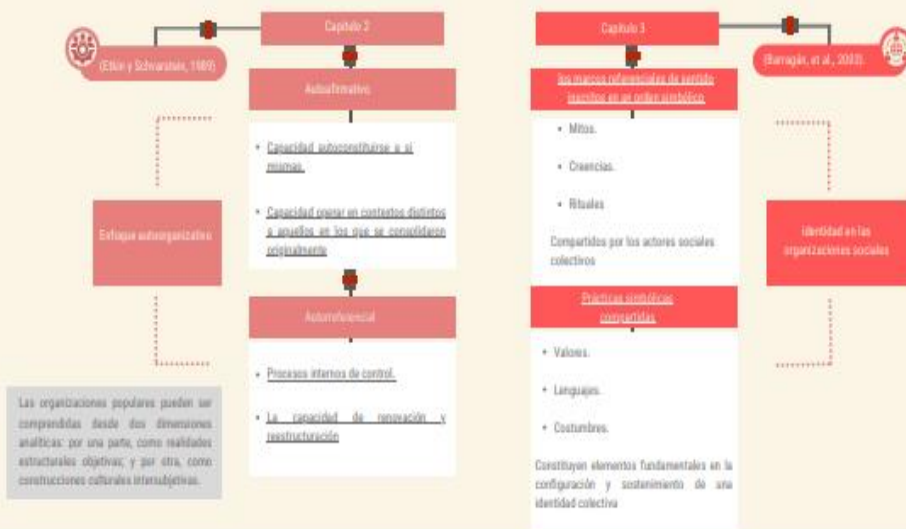 Capítulo 2
(Etkin y Schvarstein, 1989)
Autoafirmativo
• Capacidad autoconstituirse a sí
mismas.
• Capacidad operar en contextos distintos
a aquellos en los que se consolidaron
originalmente
Enfoque autoorganizativo
Autorreferencial
• Procesos internos de control.
• La capacidad de renovación y
reestructuración
Las organizaciones populares pueden ser
comprendidas desde dos dimensiones
analíticas: por una parte, como realidades
estructurales objetivas; y por otra, como
construcciones culturales intersubjetivas.
Capítulo 3
(Barragán, et al., 2003).
los marcos referenciales de sentido
inscritos en un orden simbólico
• Mitos.
• Creencias.
• Rituales
Compartidos por los actores sociales
colectivos
identidad en las
organizaciones sociales
Prácticas simbólicas
compartidas
• Valores.
• Lenguajes.
• Costumbres.
Constituyen elementos fundamentales en la
configuración y sostenimiento de una
identidad colectiva